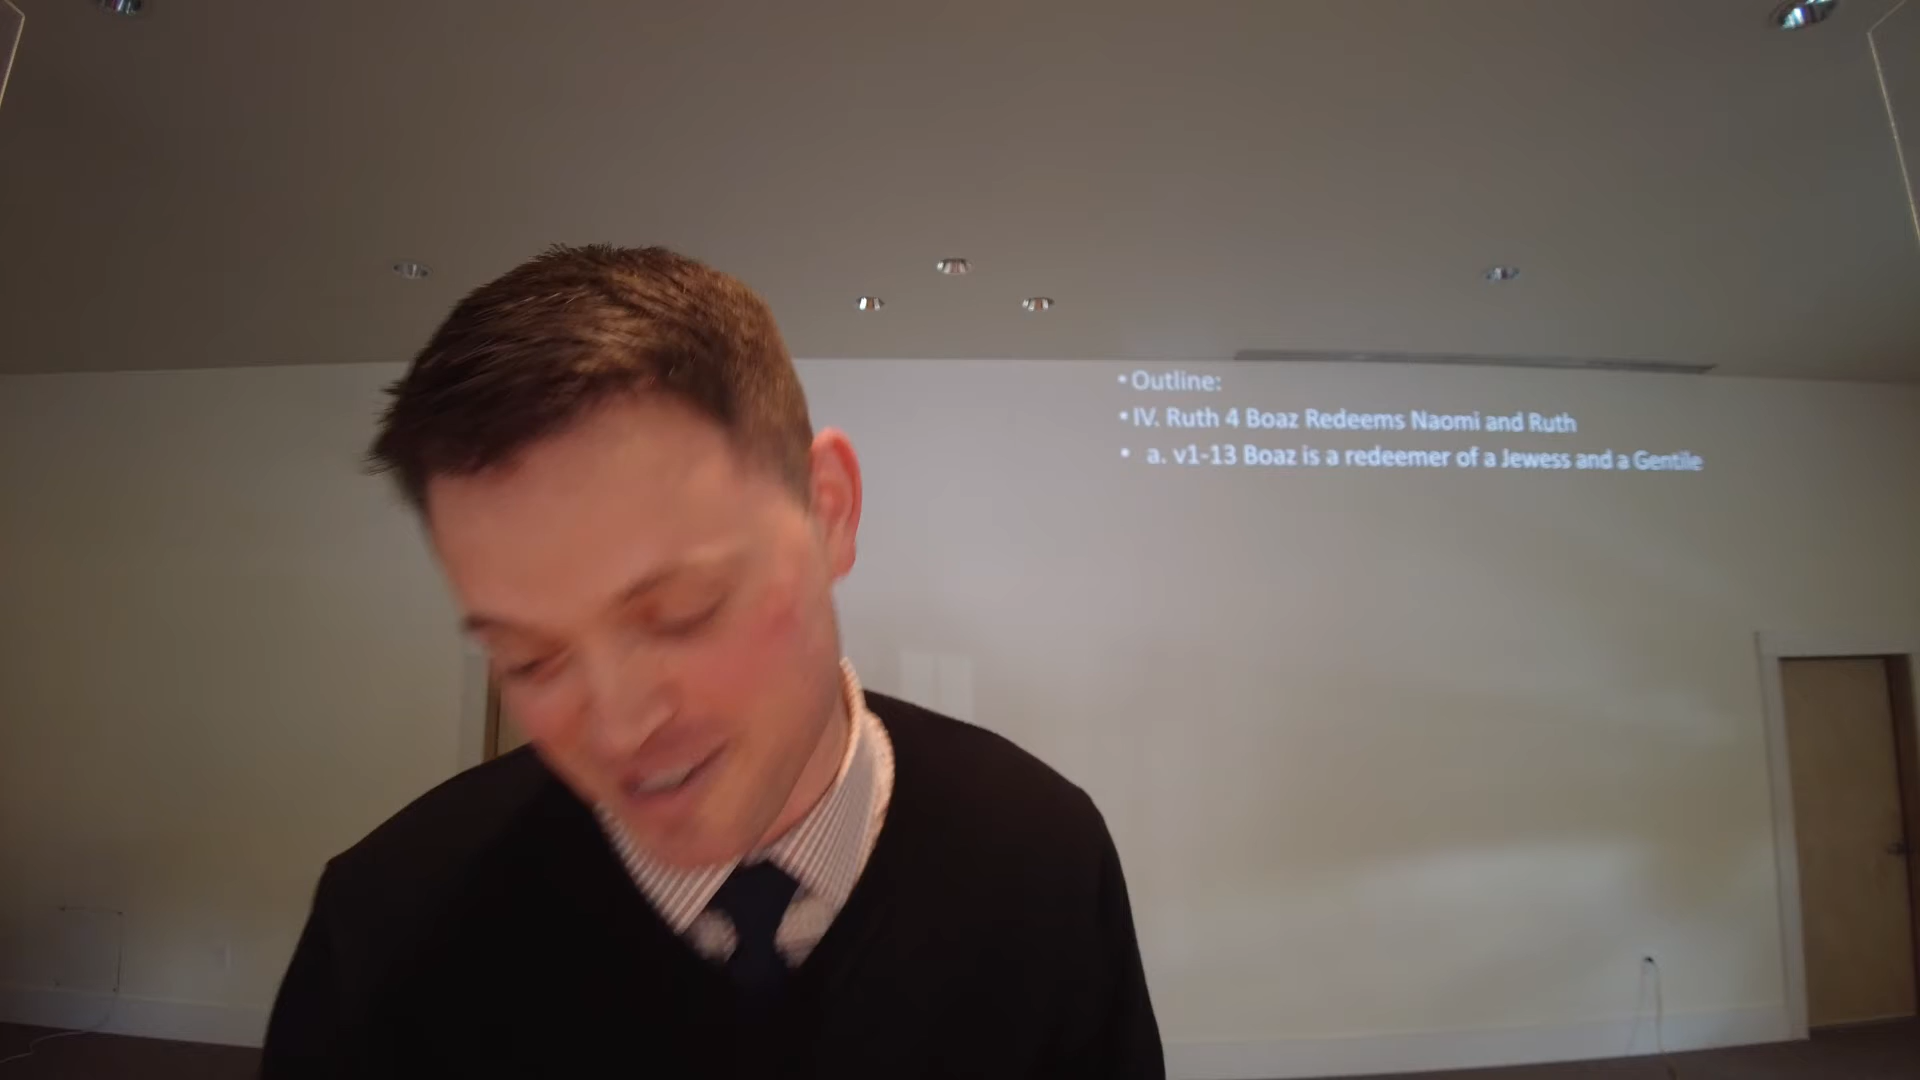 • Outline:
• IV. Ruth 4 Boaz Redeems Naomi and Ruth
• a. v1-13 Boaz is a redeemer of a Jewess and a Gentile